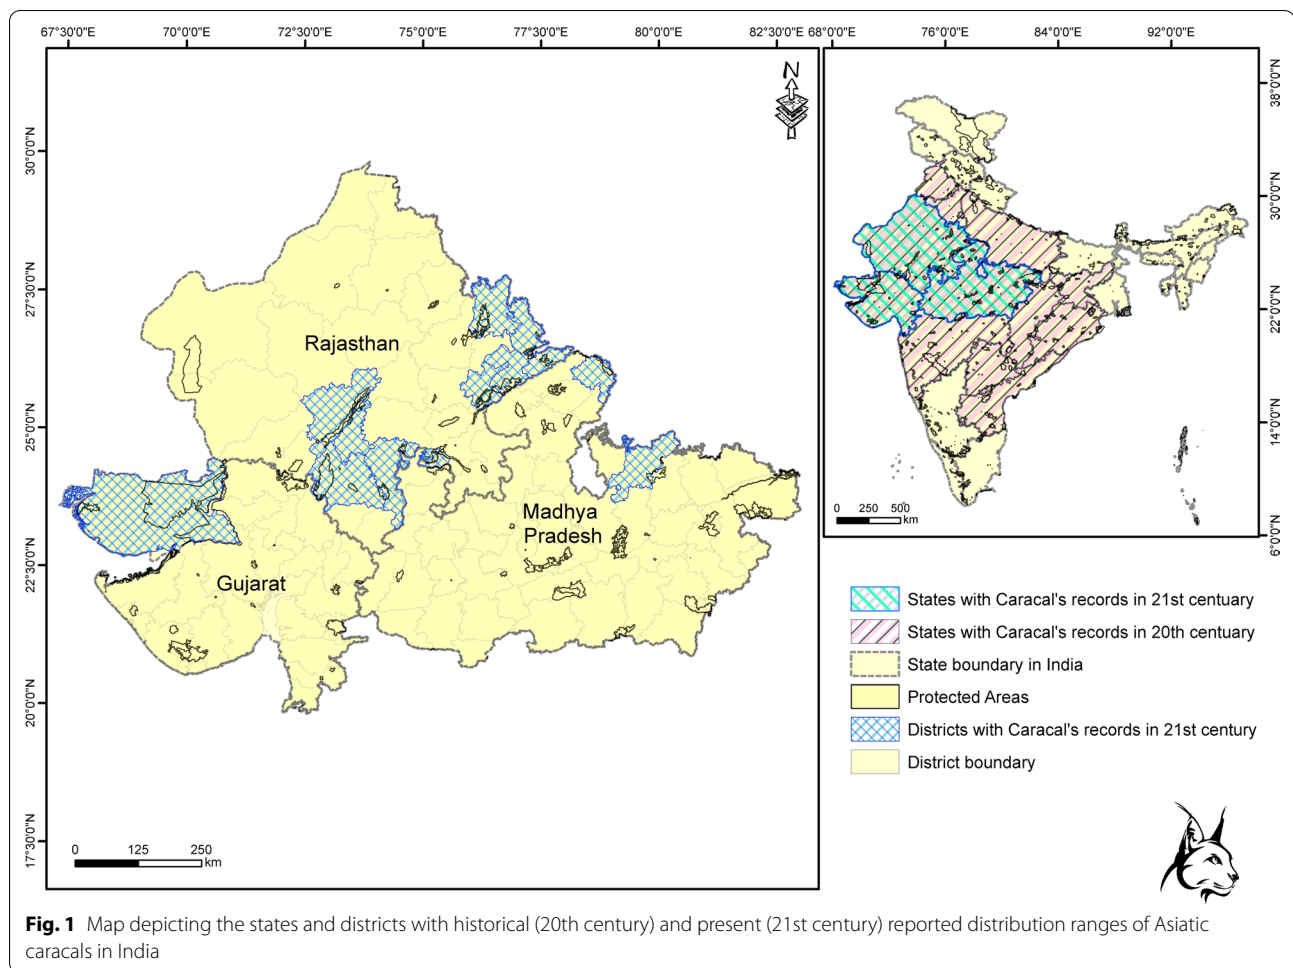 67°30'0"E 70°0'0"E 72°30'0"E 75°0'0"E 77°30'0"E 80°0'0"E 82°30'0"E 68°0'0"E 76°0'0"E 84°0'0"E 92°0'0"E
N
30°0'0"N
27°30'0"N
25°0'0"N
22°30'0"N
20°0'0"N
17°30'0"N
Rajasthan
Madhya
Pradesh
Gujarat
0 125 250
km
38°0'0"N
30°0'0"N
22°0'0"N
14°0'0"N
6°0'0"N
0 250 500
km
States with Caracal's records in 21st centuary
States with Caracal's records in 20th centuary
State boundary in India
Protected Areas
Districts with Caracal's records in 21st century
District boundary
Fig. 1 Map depicting the states and districts with historical (20th century) and present (21st century) reported distribution ranges of Asiatic
caracals in India